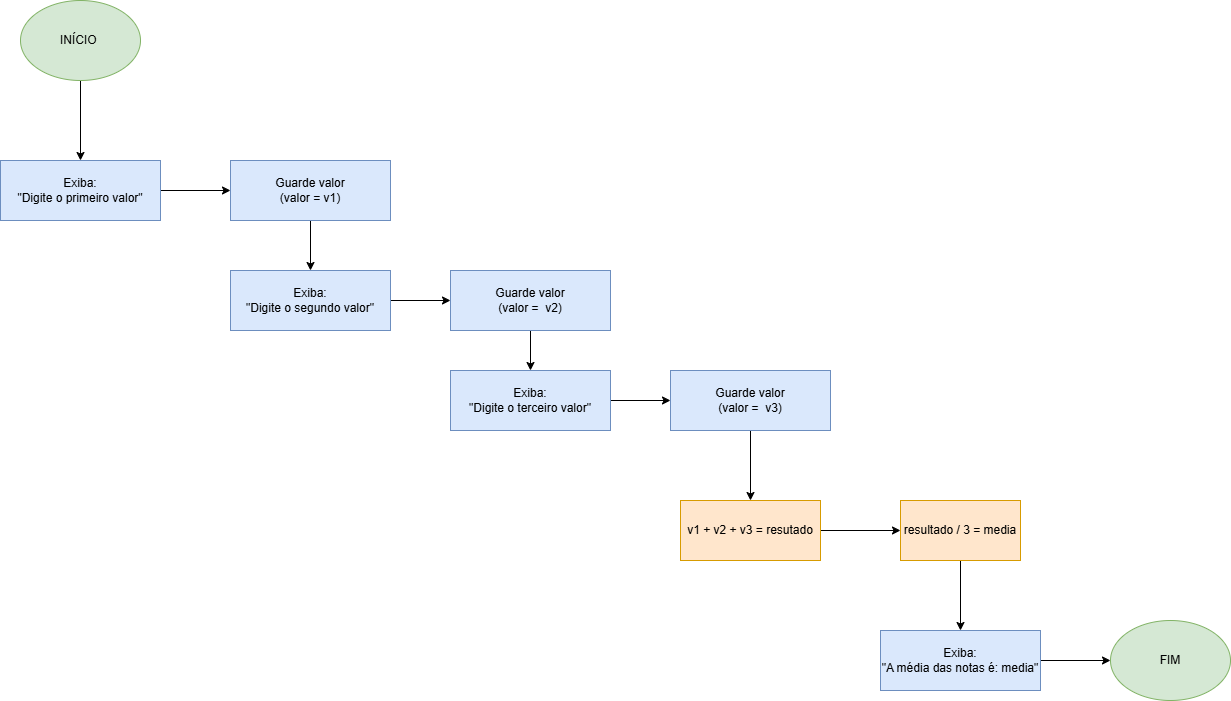 INÍCIO
Exiba:
"Digite o primeiro valor"
Guarde valor
(valor = v1)
Exiba:
"Digite o segundo valor"
Guarde valor
(valor =  v2)
Exiba:
"Digite o terceiro valor"
Guarde valor
(valor =  v3)
v1 + v2 + v3 = resutado
resultado / 3 = media
Exiba:
"A média das notas é: media"
FIM